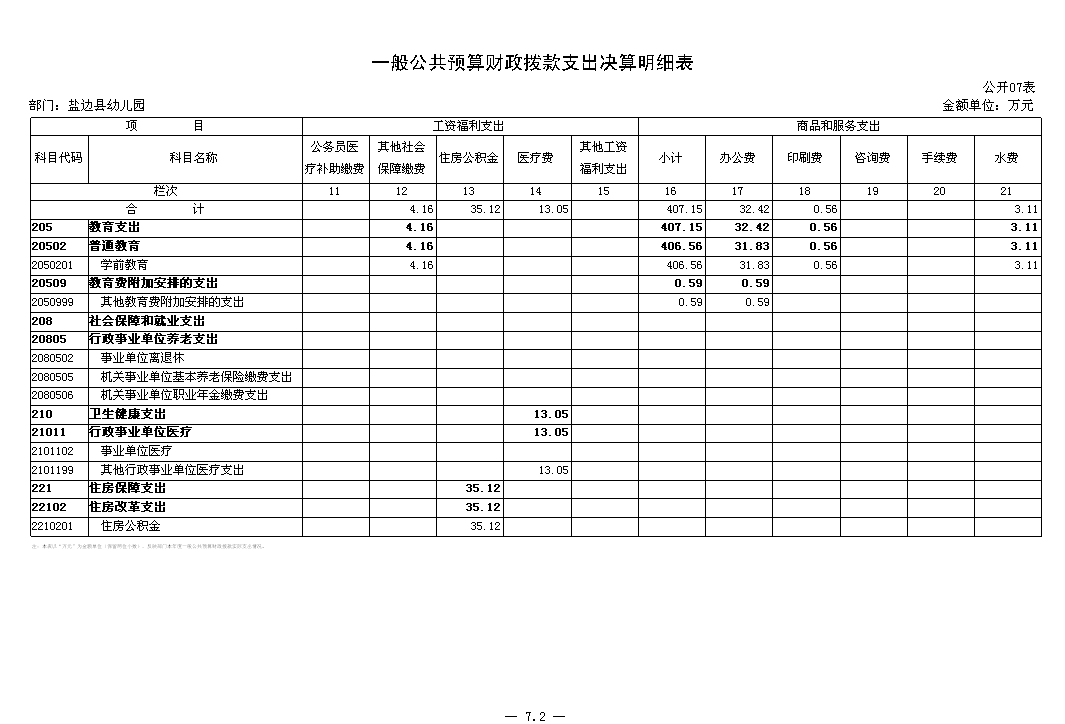 一般公共预算财政拨款支出决算明细表
公开07表
部门：盐边县幼儿园 金额单位：万元
项 目 工资福利支出 商品和服务支出
科目代码 科目名称 公务员医疗补助缴费 其他社会保障缴费 住房公积金 医疗费 其他工资福利支出 小计 办公费 印刷费 咨询费 手续费 水费
栏次 11 12 13 14 15 16 17 18 19 20 21
合 计 4.16 35.12 13.05 407.15 32.42 0.56 3.11
205 教育支出 4.16 407.15 32.42 0.56 3.11
20502 普通教育 4.16 406.56 31.83 0.56 3.11
2050201 学前教育 4.16 406.56 31.83 0.56 3.11
20509 教育费附加安排的支出 0.59 0.59
2050999 其他教育费附加安排的支出 0.59 0.59
208 社会保障和就业支出
20805 行政事业单位养老支出
2080502 事业单位离退休
2080505 机关事业单位基本养老保险缴费支出
2080506 机关事业单位职业年金缴费支出
210 卫生健康支出 13.05
21011 行政事业单位医疗 13.05
2101102 事业单位医疗
2101199 其他行政事业单位医疗支出 13.05
221 住房保障支出 35.12
22102 住房改革支出 35.12
2210201 住房公积金 35.12
— 7.2 —